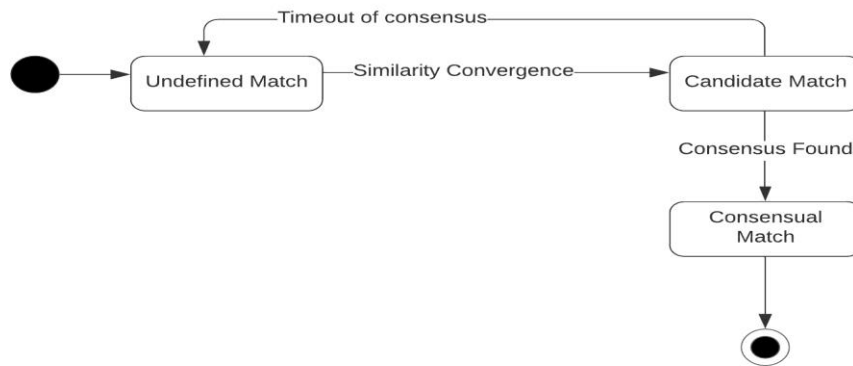 Timeout of consensus
Undefined Match
Similarity Convergence
Candidate Match
Consensus Found
Consensual
Match